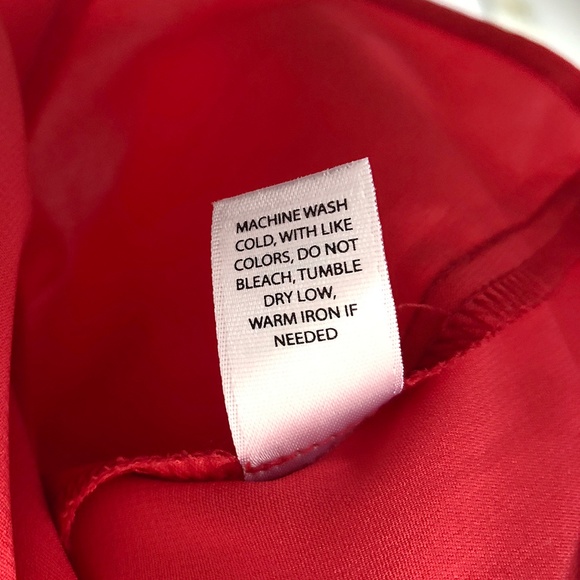 MACHINE WASH
COLD, WITH LIKE
COLORS, DO NOT
BLEACH, TUMBLE
DRY LOW,
WARM IRON IF
NEEDED